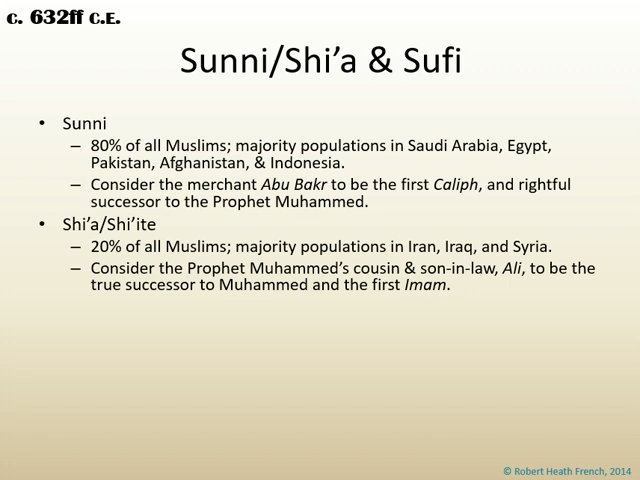 c. 632ff C.E.
Sunni/Shi’a & Sufi
• Sunni
– 80% of all Muslims; majority populations in Saudi Arabia, Egypt,
Pakistan, Afghanistan, & Indonesia.
– Consider the merchant Abu Bakr to be the first Caliph, and rightful
successor to the Prophet Muhammed.
• Shi’a/Shi’ite
– 20% of all Muslims; majority populations in Iran, Iraq, and Syria.
– Consider the Prophet Muhammed’s cousin & son-in-law, Ali, to be the
true successor to Muhammed and the first Imam.
© Robert Heath French, 2014